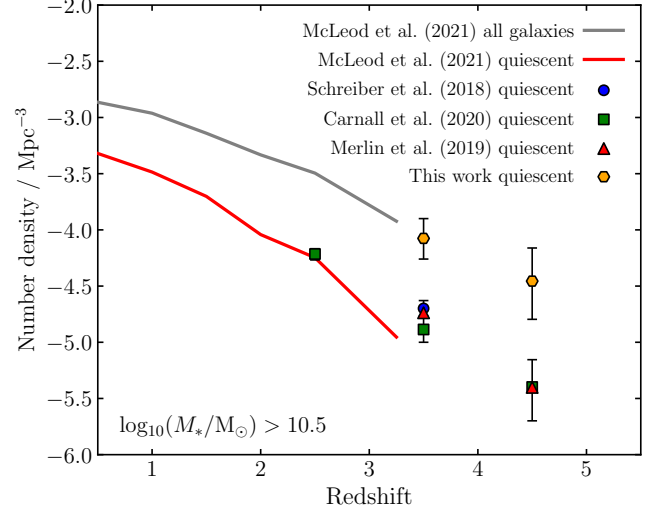 McLeod et al. (2021) all galaxies
McLeod et al. (2021) quiescent
Schreiber et al. (2018) quiescent
Carnall et al. (2020) quiescent
Merlin et al. (2019) quiescent
This work quiescent
Number density / Mpc⁻³
−2.0
−2.5
−3.0
−3.5
−4.0
−4.5
−5.0
−5.5
−6.0
log₁₀(M*/M☉) > 10.5
1 2 3 4 5
Redshift